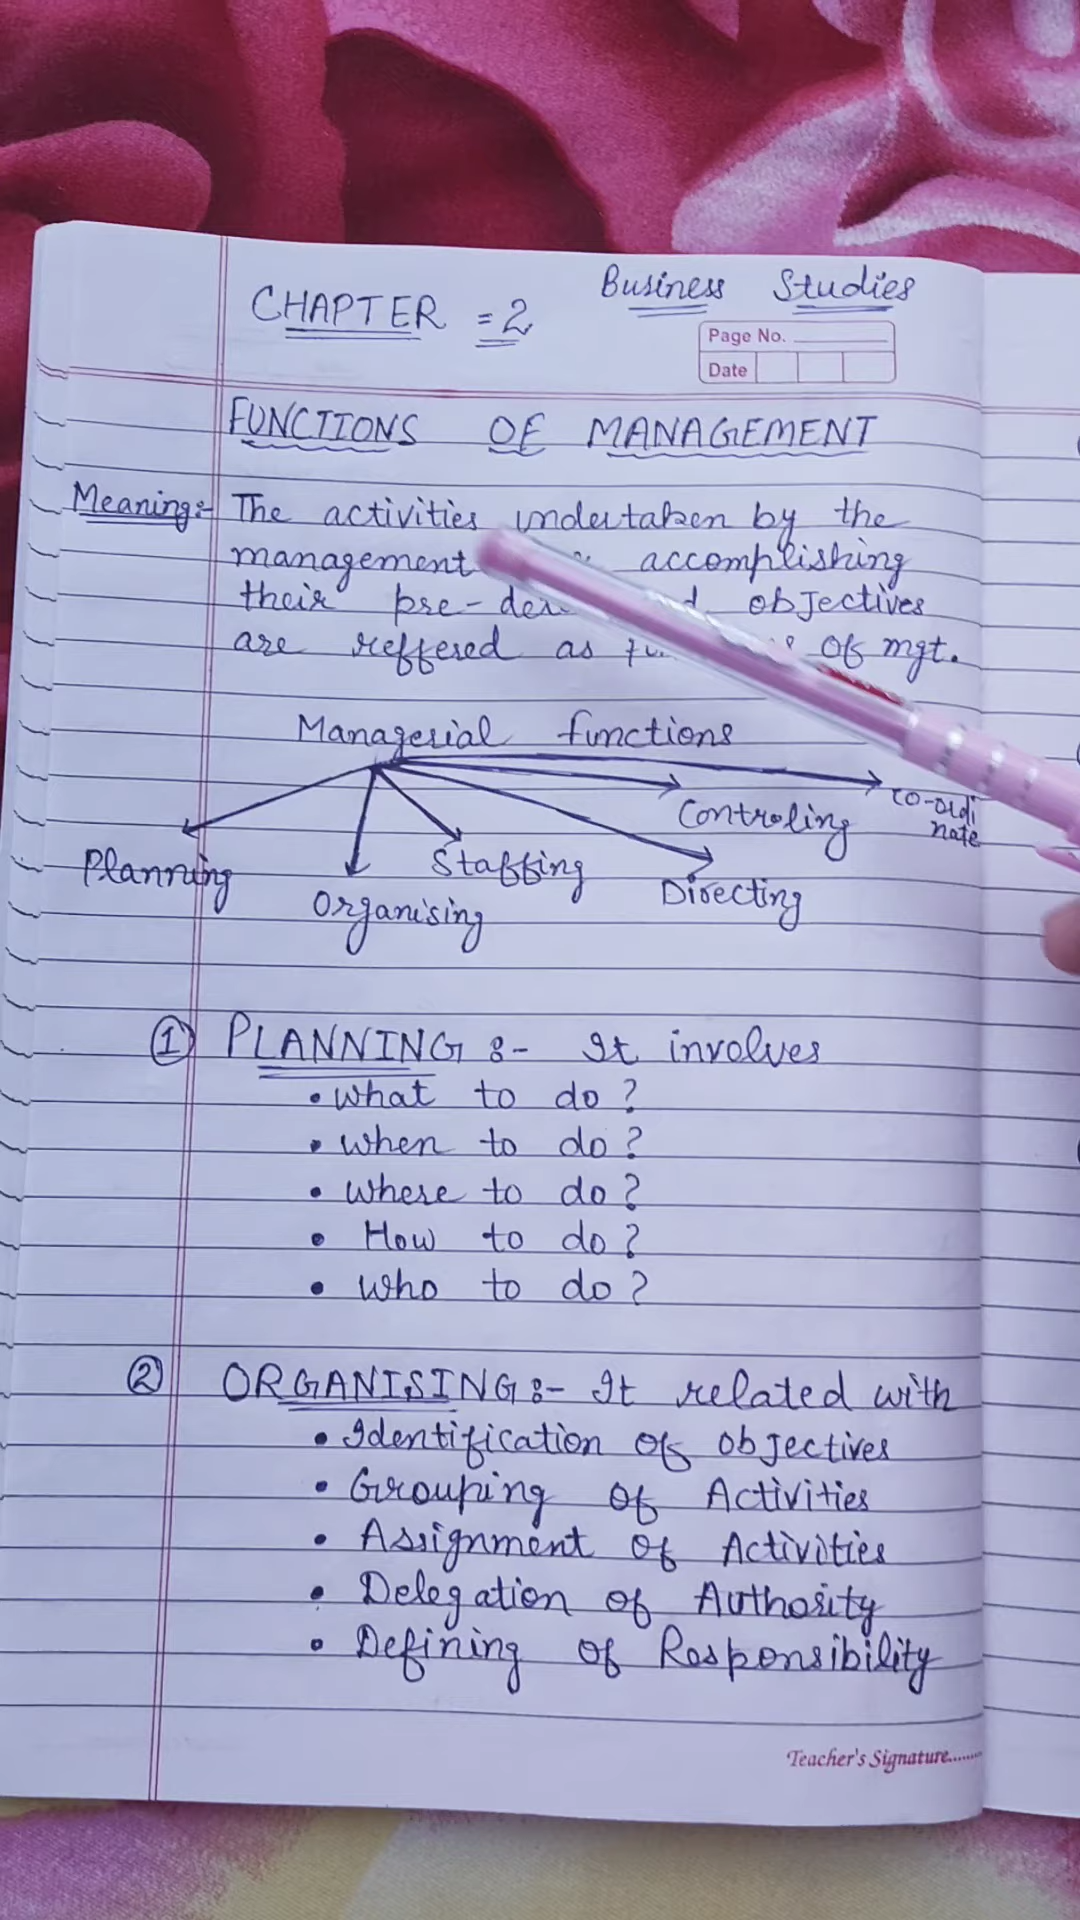 Business Studies
CHAPTER = 2
Page No.
Date
FUNCTIONS OF MANAGEMENT
Meaning:- The activities undertaken by the
management accomplishing
their pre- objectives
are reffered as of mgt.
Managerial functions
Planning
Organising
Staffing
Directing
Controling
co-ordi
nate
① PLANNING :- It involves
• What to do ?
• When to do ?
• Where to do ?
• How to do ?
• Who to do ?
② ORGANISING :- It related with
• Identification of objectives
• Grouping of Activities
• Assignment of Activities
• Delegation of Authority
• Defining of Responsibility
Teacher's Signature........